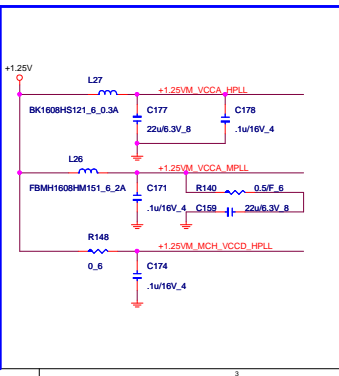 +1.25V
L27
+1.25VM_VCCA_HPLL
BK1608HS121_6_0.3A
C177
C178
22u/6.3V_8
.1u/16V_4
L26
+1.25VM_VCCA_MPLL
FBMH1608HM151_6_2A
C171
R140
0.5/F_6
.1u/16V_4
C159
22u/6.3V_8
R148
+1.25VM_MCH_VCCD_HPLL
0_6
C174
.1u/16V_4
3